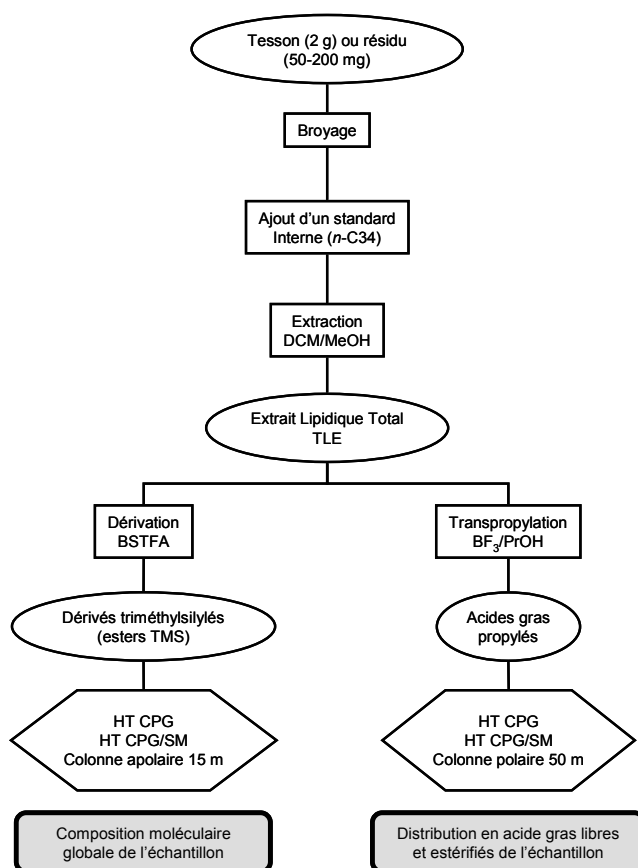 Tesson (2 g) ou résidu
(50-200 mg)
Broyage
Ajout d'un standard
Interne (n-C34)
Extraction
DCM/MeOH
Extrait Lipidique Total
TLE
Dérivation
BSTFA
Transpropylation
BF3/PrOH
Dérivés triméthylsilylés
(esters TMS)
Acides gras
propylés
HT CPG
HT CPG/SM
Colonne apolaire 15 m
HT CPG
HT CPG/SM
Colonne polaire 50 m
Composition moléculaire
globale de l'échantillon
Distribution en acide gras libres
et estérifiés de l'échantillon